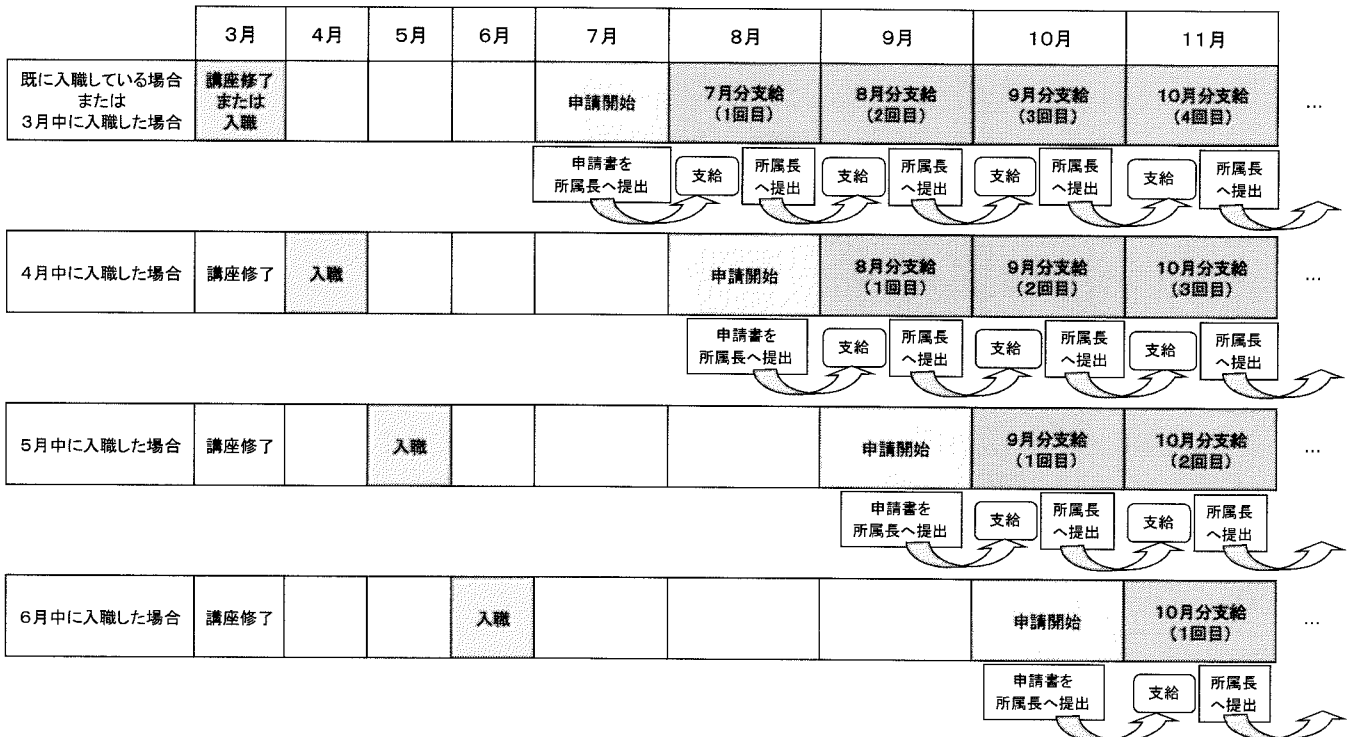 3月 4月 5月 6月 7月 8月 9月 10月 11月
既に入職している場合
または
3月中に入職した場合
講座修了
または
入職
申請開始
7月分支給
(1回目)
8月分支給
(2回目)
9月分支給
(3回目)
10月分支給
(4回目)
…
申請書を
所属長へ提出
支給
所属長
へ提出
支給
所属長
へ提出
支給
所属長
へ提出
支給
所属長
へ提出
4月中に入職した場合
講座修了
入職
申請開始
8月分支給
(1回目)
9月分支給
(2回目)
10月分支給
(3回目)
…
申請書を
所属長へ提出
支給
所属長
へ提出
支給
所属長
へ提出
支給
所属長
へ提出
5月中に入職した場合
講座修了
入職
申請開始
9月分支給
(1回目)
10月分支給
(2回目)
…
申請書を
所属長へ提出
支給
所属長
へ提出
支給
所属長
へ提出
6月中に入職した場合
講座修了
入職
申請開始
10月分支給
(1回目)
…
申請書を
所属長へ提出
支給
所属長
へ提出